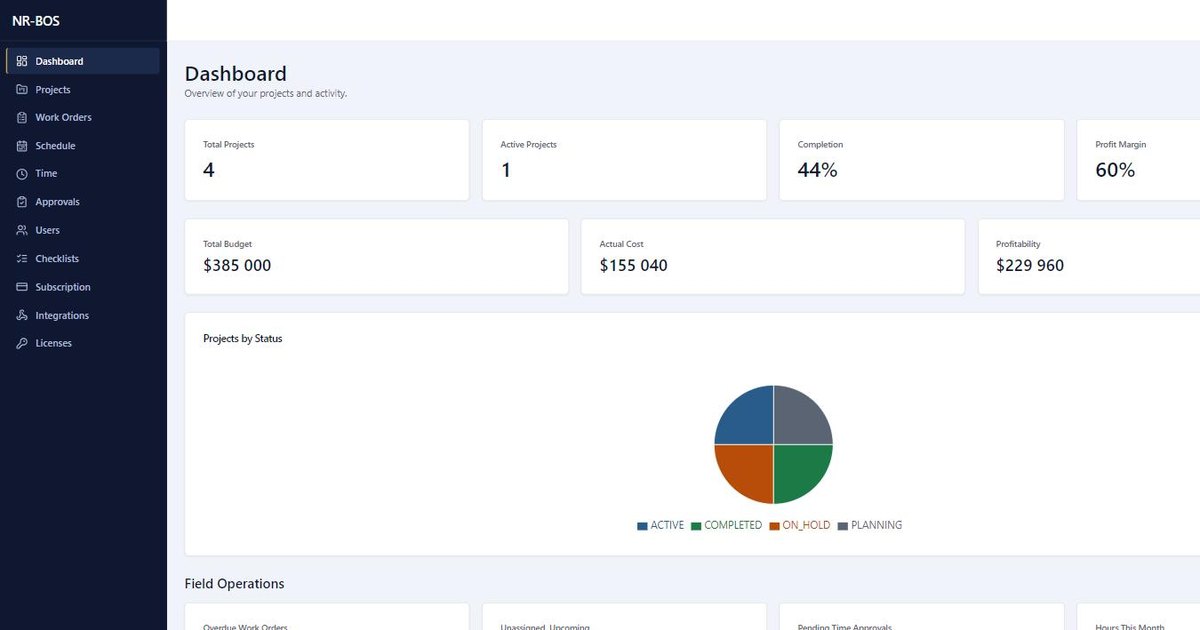 NR-BOS
Dashboard
Projects
Work Orders
Schedule
Time
Approvals
Users
Checklists
Subscription
Integrations
Licenses
Dashboard
Overview of your projects and activity.
Total Projects
4
Active Projects
1
Completion
44%
Profit Margin
60%
Total Budget
$385 000
Actual Cost
$155 040
Profitability
$229 960
Projects by Status
ACTIVE COMPLETED ON_HOLD PLANNING
Field Operations
Overdue Work Orders
Unassigned, Upcoming
Pending Time Approvals
Hours This Month